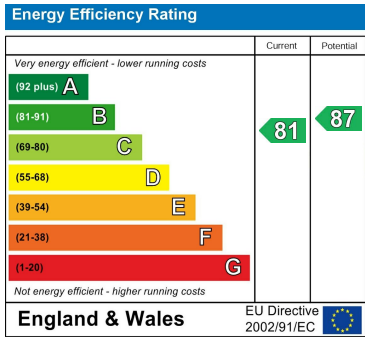 Energy Efficiency Rating
Current Potential
Very energy efficient - lower running costs
(92 plus) A
(81-91) B
(69-80) C
(55-68) D
(39-54) E
(21-38) F
(1-20) G
81
87
Not energy efficient - higher running costs
England & Wales
EU Directive
2002/91/EC